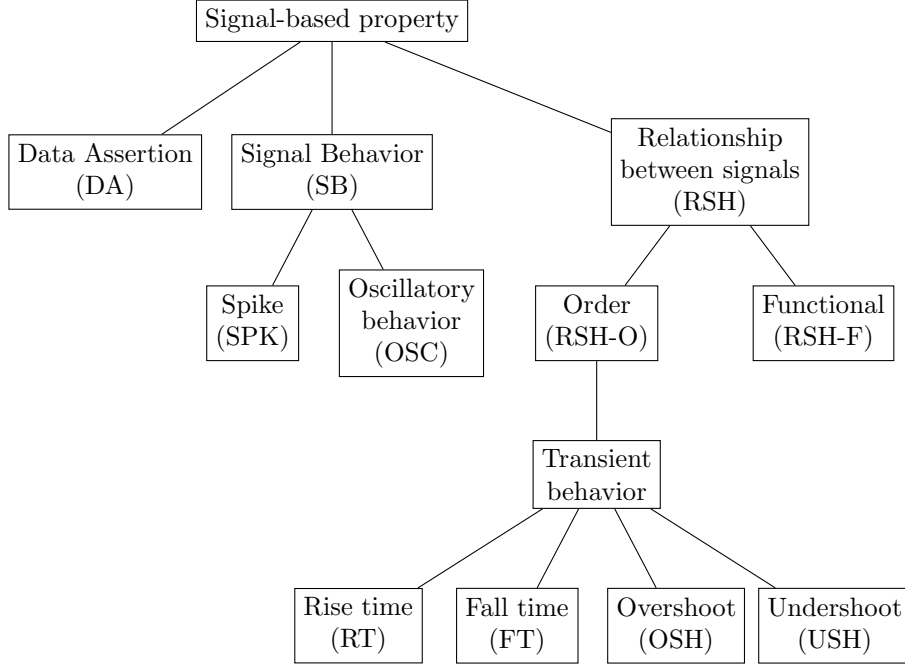 Signal-based property
Data Assertion
(DA)
Signal Behavior
(SB)
Relationship
between signals
(RSH)
Spike
(SPK)
Oscillatory
behavior
(OSC)
Order
(RSH-O)
Functional
(RSH-F)
Transient
behavior
Rise time
(RT)
Fall time
(FT)
Overshoot
(OSH)
Undershoot
(USH)